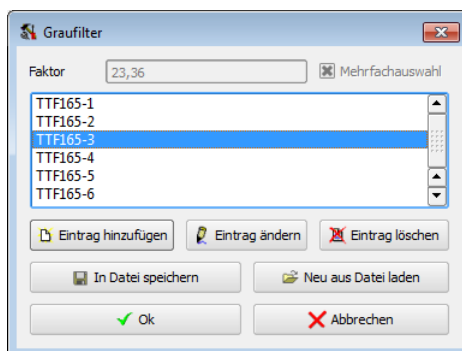 Graufilter
Faktor 23,36 Mehrfachauswahl
TTF165-1
TTF165-2
TTF165-3
TTF165-4
TTF165-5
TTF165-6
Eintrag hinzufügen Eintrag ändern Eintrag löschen
In Datei speichern Neu aus Datei laden
Ok Abbrechen